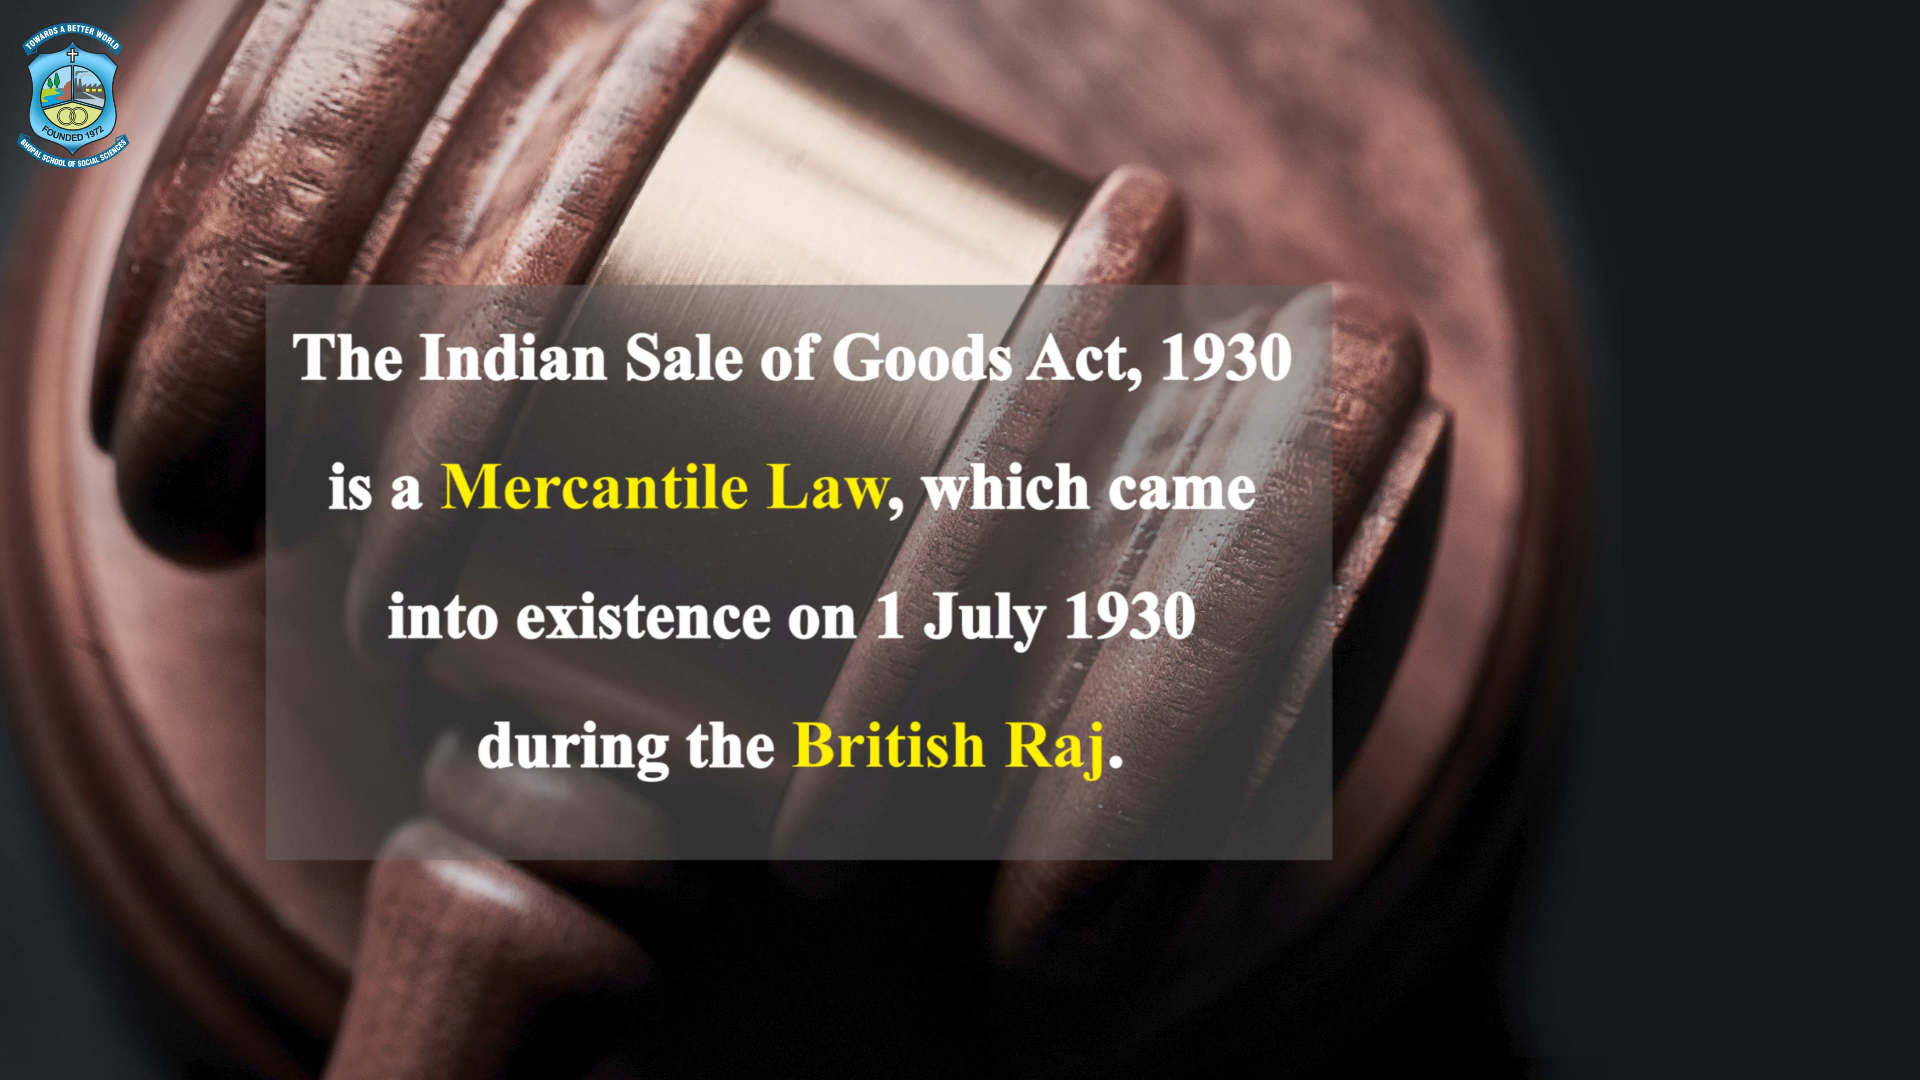 TOWARDS A BETTER WORLD
FOUNDED 1972
BHOPAL SCHOOL OF SOCIAL SCIENCES
The Indian Sale of Goods Act, 1930
is a Mercantile Law, which came
into existence on 1 July 1930
during the British Raj.